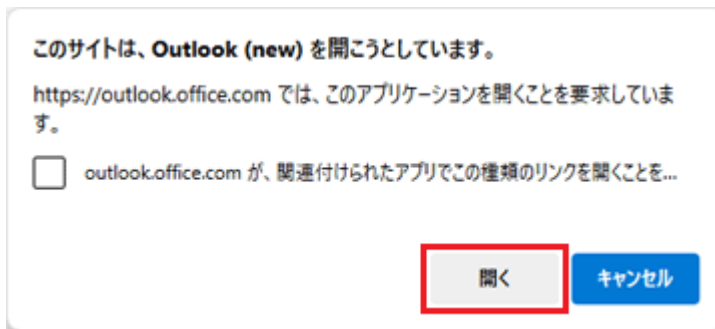 このサイトは、Outlook (new) を開こうとしています。
https://outlook.office.com では、このアプリケーションを開くことを要求していま
す。
outlook.office.com が、関連付けられたアプリでこの種類のリンクを開くことを...
開く
キャンセル